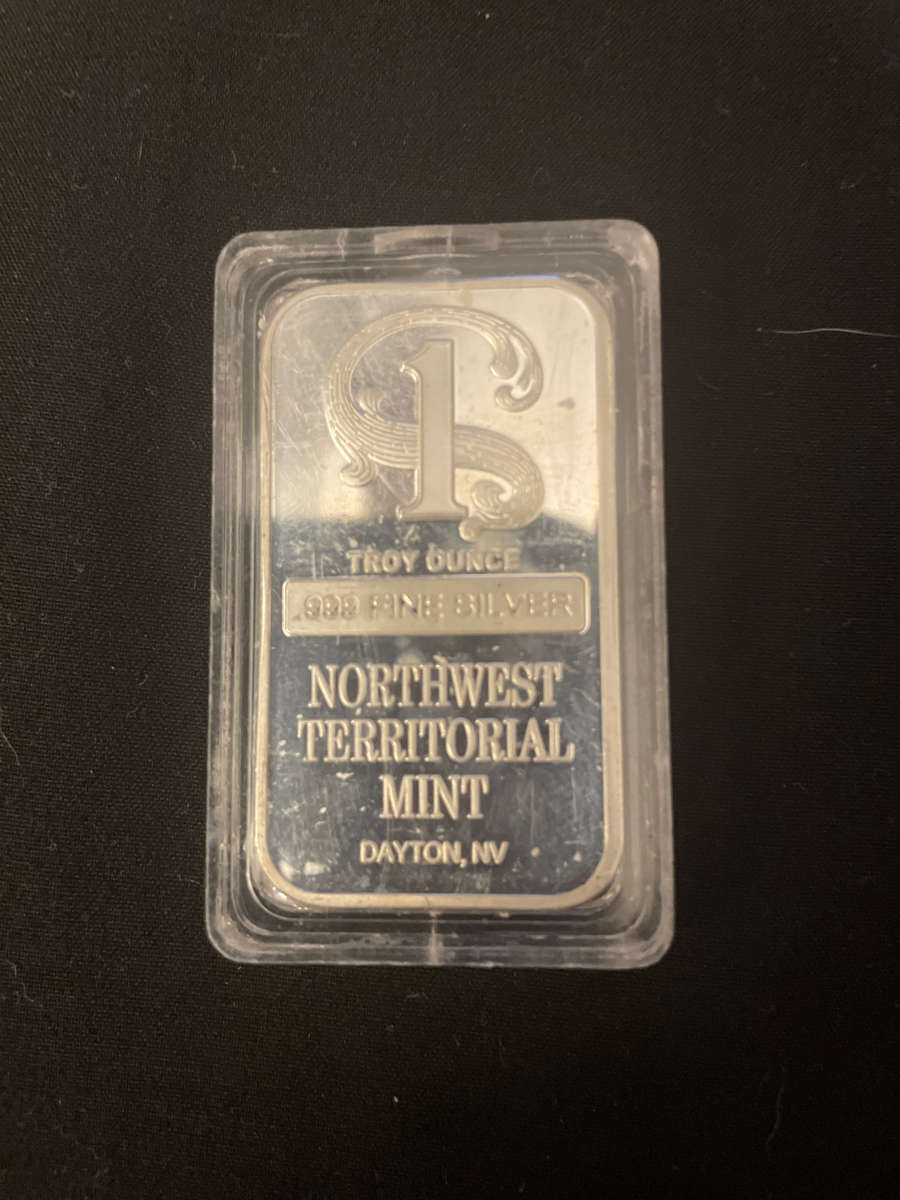 1
TROY OUNCE
.999 FINE SILVER
NORTHWEST
TERRITORIAL
MINT
DAYTON, NV